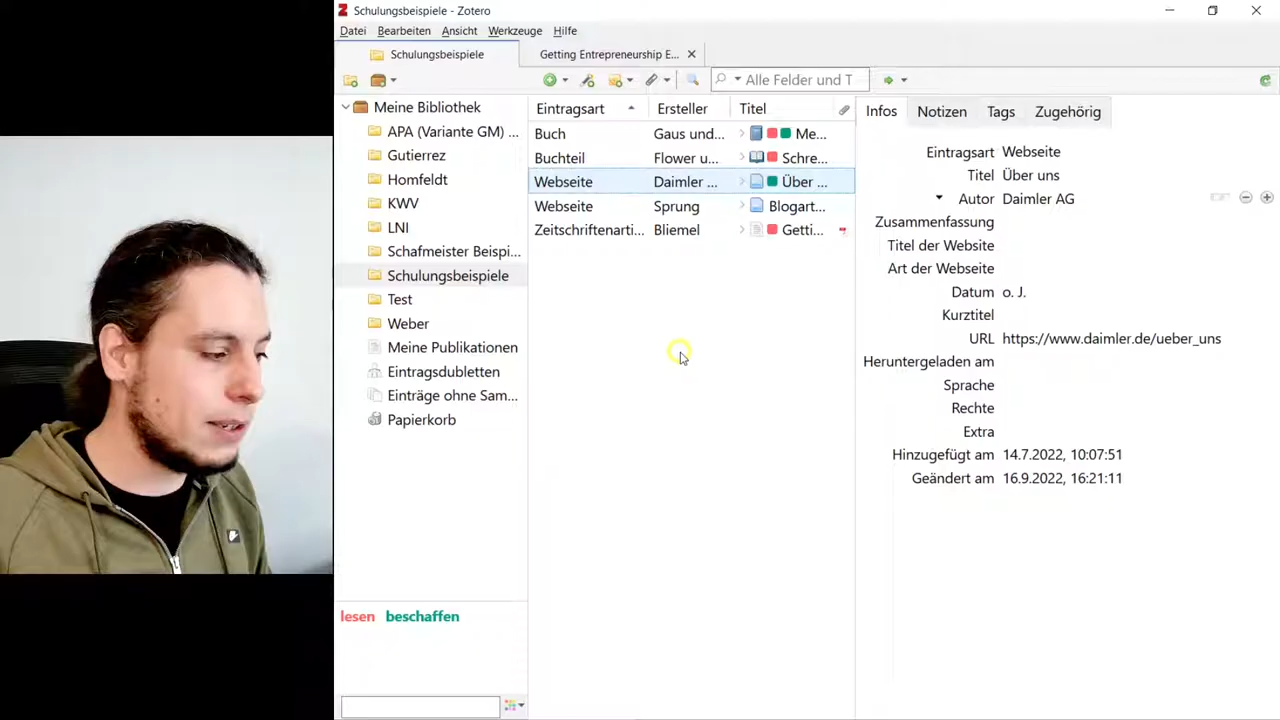 Schulungsbeispiele - Zotero
Datei Bearbeiten Ansicht Werkzeuge Hilfe
Schulungsbeispiele Getting Entrepreneurship E...
Alle Felder und T
Meine Bibliothek
APA (Variante GM) ...
Gutierrez
Homfeldt
KWV
LNI
Schafmeister Beispi...
Schulungsbeispiele
Test
Weber
Meine Publikationen
Eintragsdubletten
Einträge ohne Sam...
Papierkorb
lesen beschaffen
Eintragsart Ersteller Titel
Buch Gaus und... Me...
Buchteil Flower u... Schre...
Webseite Daimler ... Über ...
Webseite Sprung Blogart...
Zeitschriftenarti... Bliemel Getti...
Infos Notizen Tags Zugehörig
Eintragsart Webseite
Titel Über uns
Autor Daimler AG
Zusammenfassung
Titel der Website
Art der Webseite
Datum o. J.
Kurztitel
URL https://www.daimler.de/ueber_uns
Heruntergeladen am
Sprache
Rechte
Extra
Hinzugefügt am 14.7.2022, 10:07:51
Geändert am 16.9.2022, 16:21:11